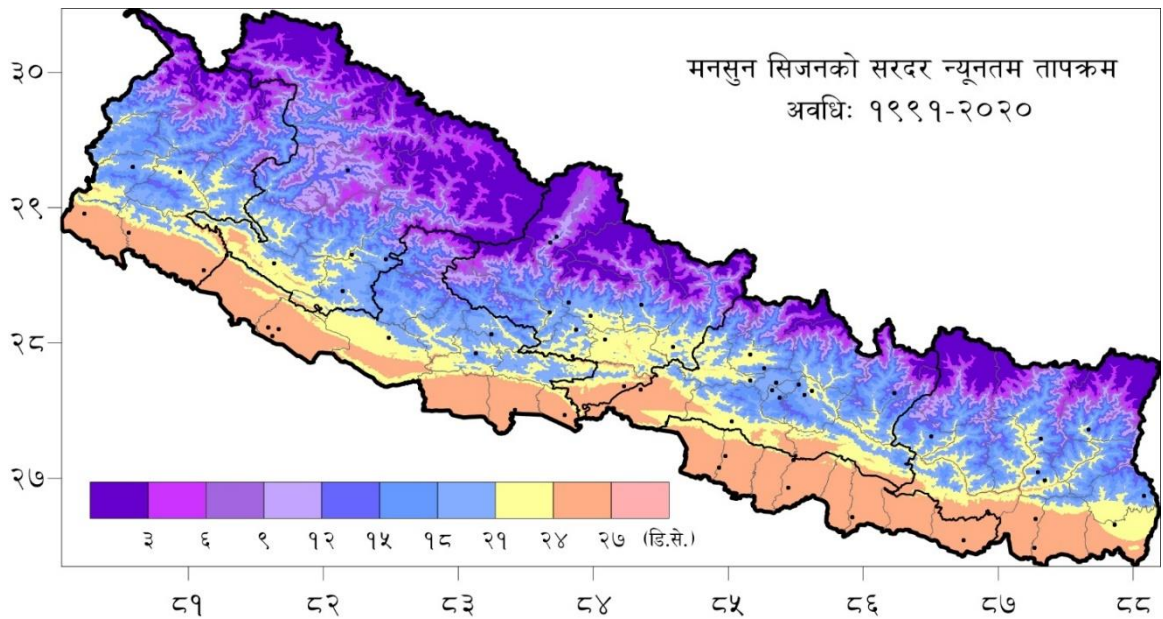 मनसुन सिजनको सरदर न्यूनतम तापक्रम
अवधिः १९९१-२०२०
३०
२९
२८
२७
३ ६ ९ १२ १५ १८ २१ २४ २७ (डि.से.)
८१ ८२ ८३ ८४ ८५ ८६ ८७ ८८